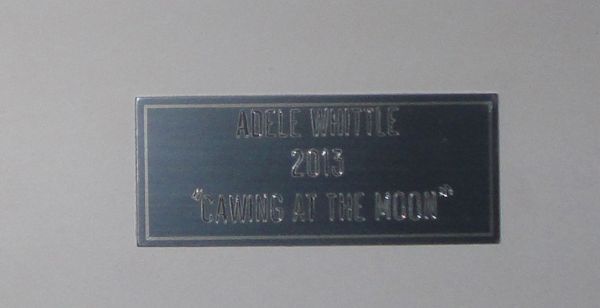 ADELE WHITTLE
2013
"CAWING AT THE MOON"